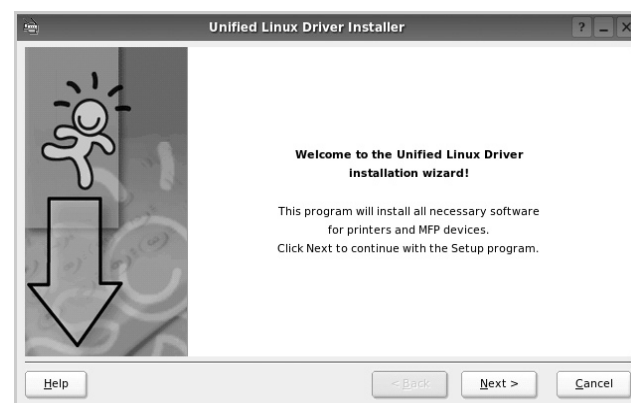 Unified Linux Driver Installer
Welcome to the Unified Linux Driver
installation wizard!
This program will install all necessary software
for printers and MFP devices.
Click Next to continue with the Setup program.
Help
< Back
Next >
Cancel